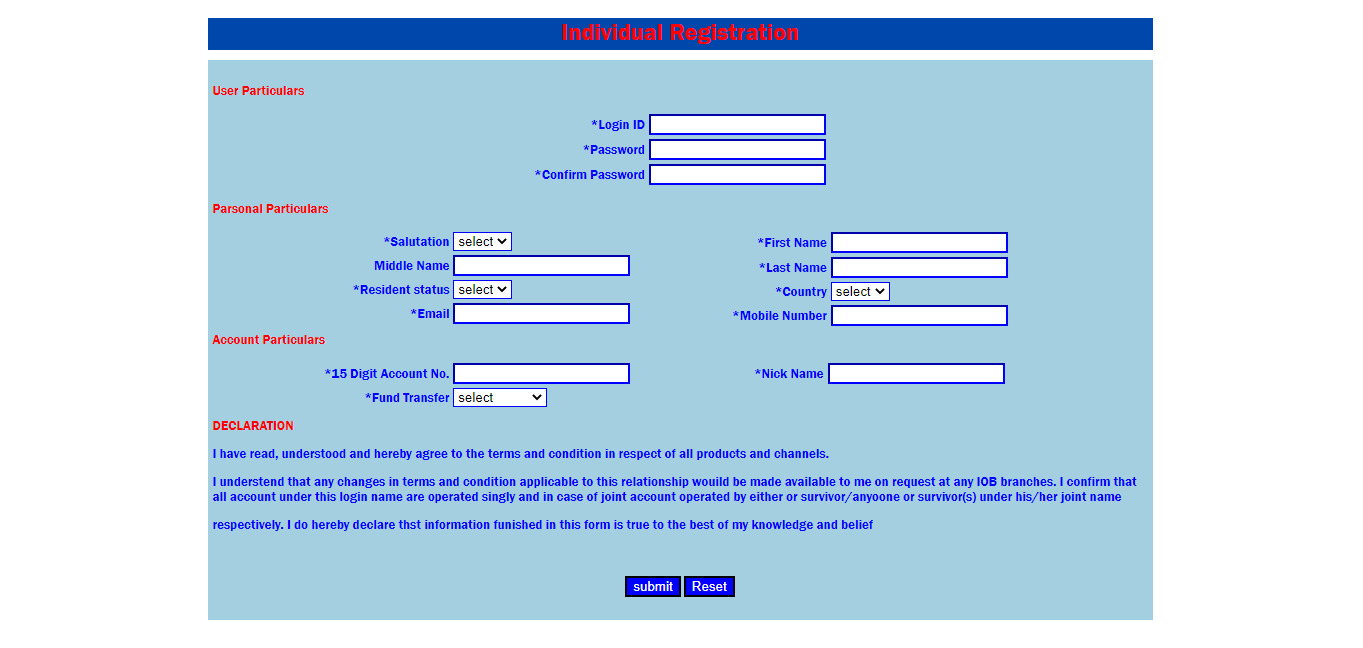 Individual Registration
User Particulars
*Login ID
*Password
*Confirm Password
Parsonal Particulars
*Salutation select *First Name
Middle Name *Last Name
*Resident status select *Country select
*Email *Mobile Number
Account Particulars
*15 Digit Account No. *Nick Name
*Fund Transfer select
DECLARATION
I have read, understood and hereby agree to the terms and condition in respect of all products and channels.
I understend that any changes in terms and condition applicable to this relationship wouild be made available to me on request at any IOB branches. I confirm that
all account under this login name are operated singly and in case of joint account operated by either or survivor/anyoone or survivor(s) under his/her joint name
respectively. I do hereby declare thst information funished in this form is true to the best of my knowledge and belief
submit Reset